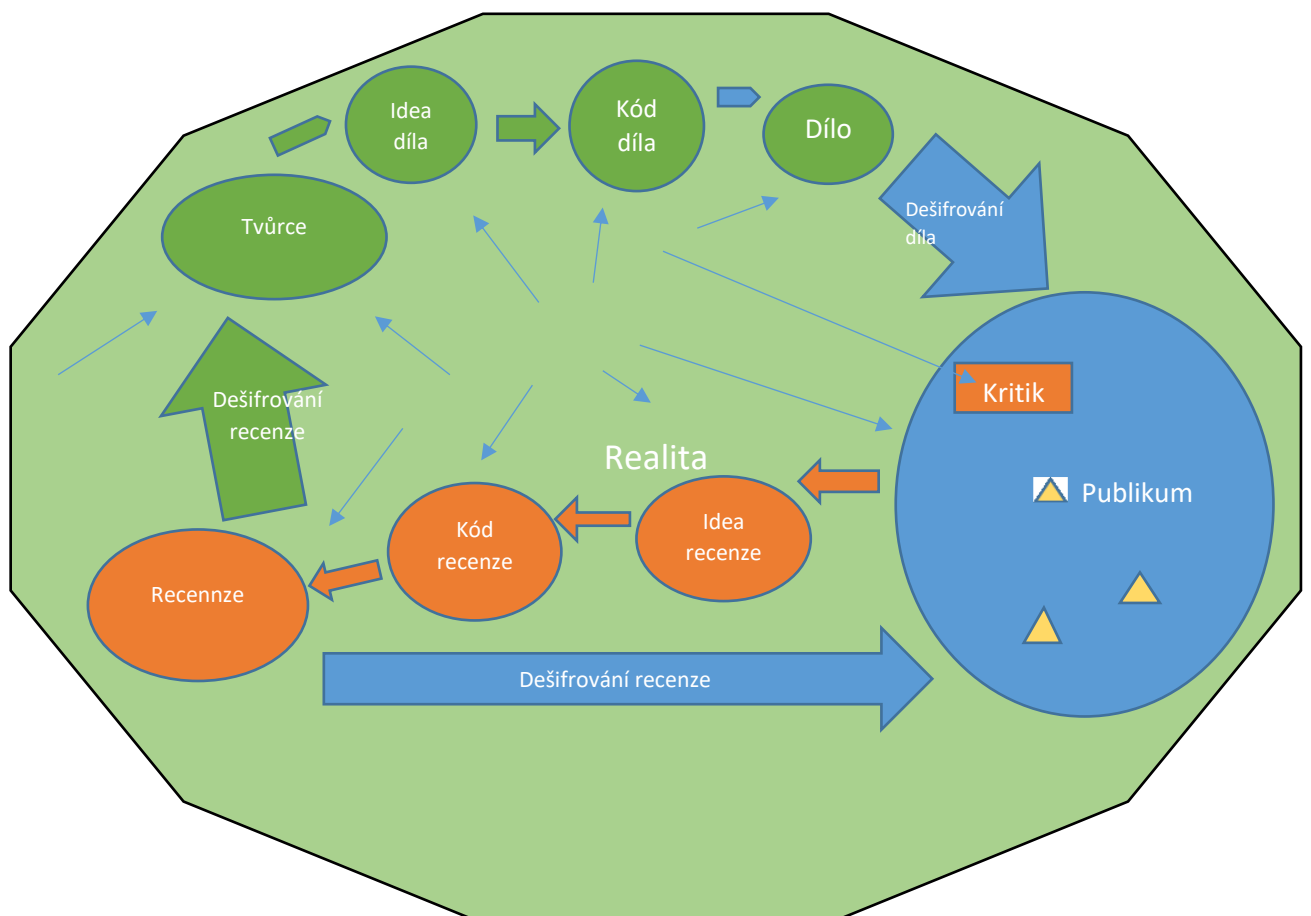 Idea
díla
Kód
díla
Dílo
Tvůrce
Dešifrování
díla
Kritik
Dešifrování
recenze
Realita
Publikum
Idea
recenze
Kód
recenze
Recennze
Dešifrování recenze